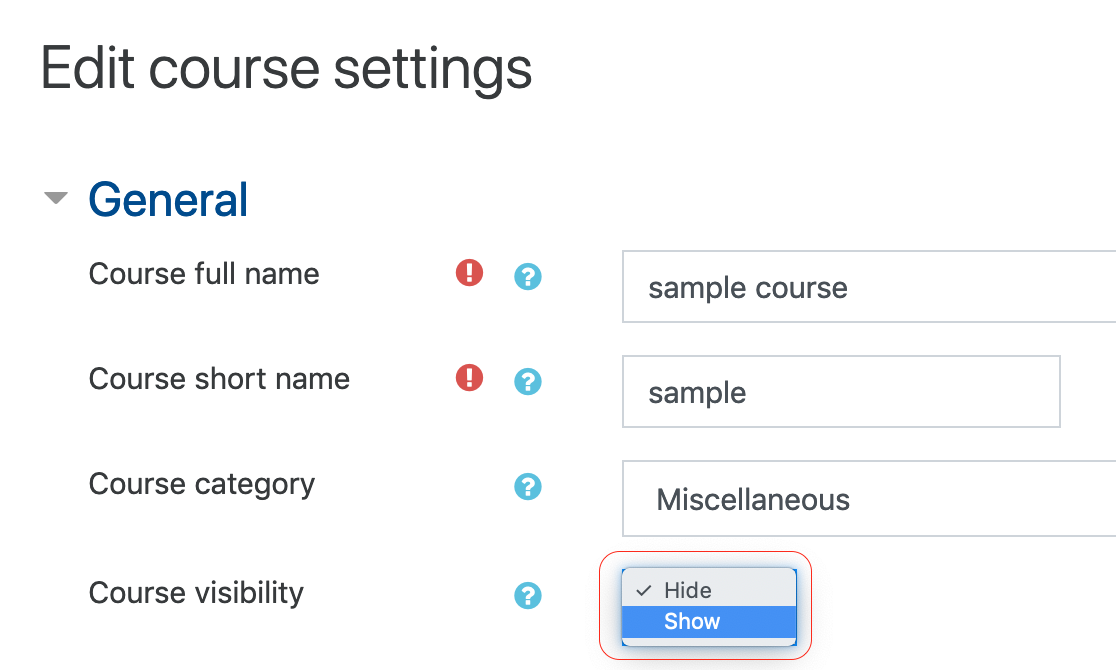 Edit course settings
General
Course full name
sample course
Course short name
sample
Course category
Miscellaneous
Course visibility
Hide
Show